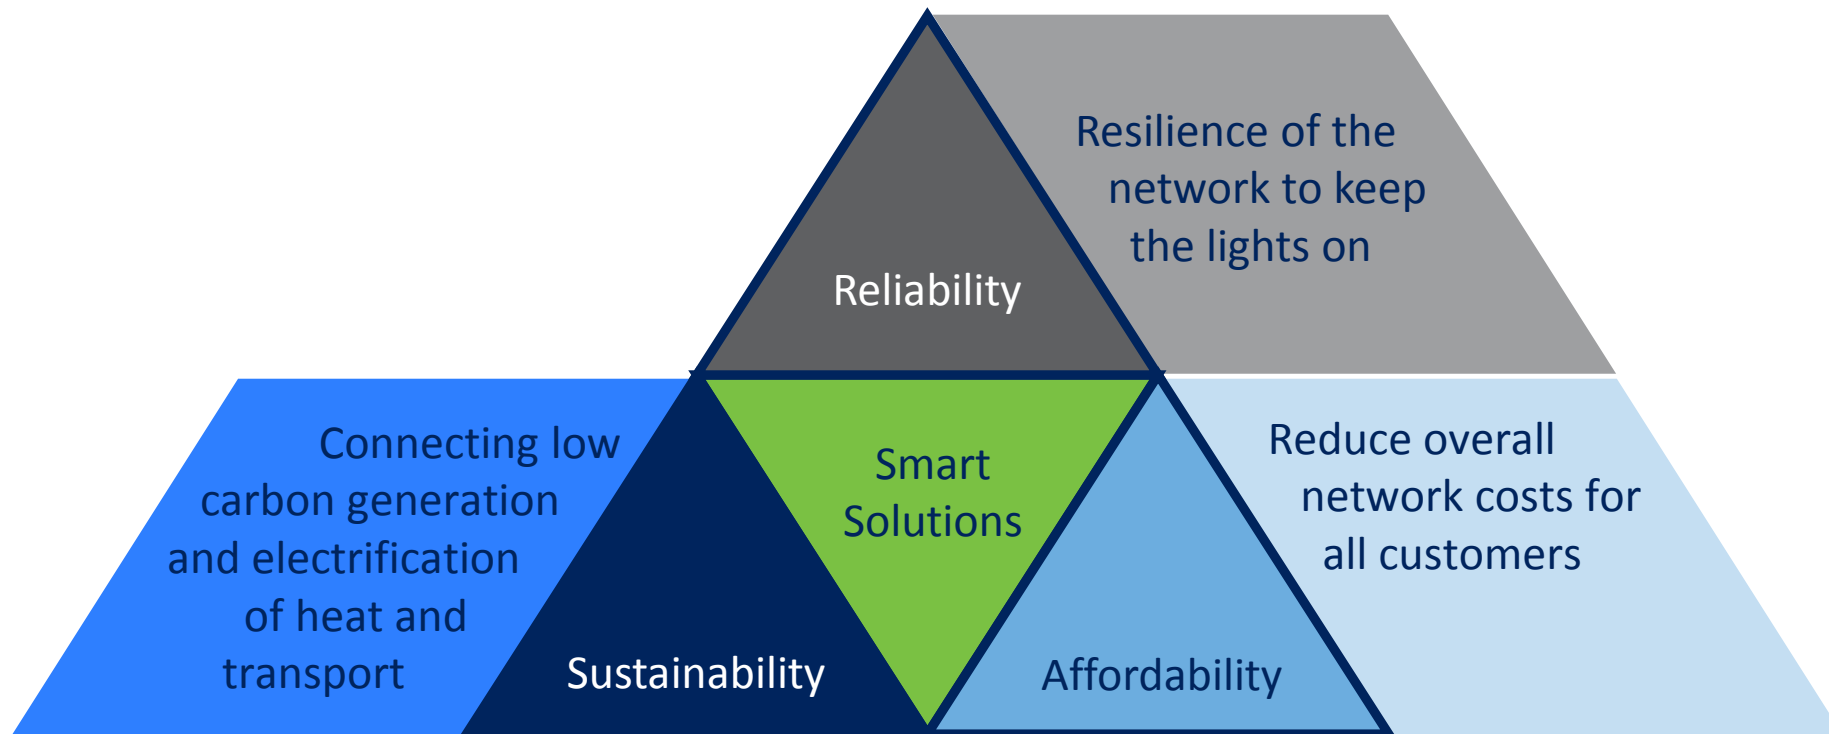 Resilience of the
network to keep
the lights on
Reliability
Connecting low
carbon generation
and electrification
of heat and
transport
Sustainability
Smart
Solutions
Affordability
Reduce overall
network costs for
all customers